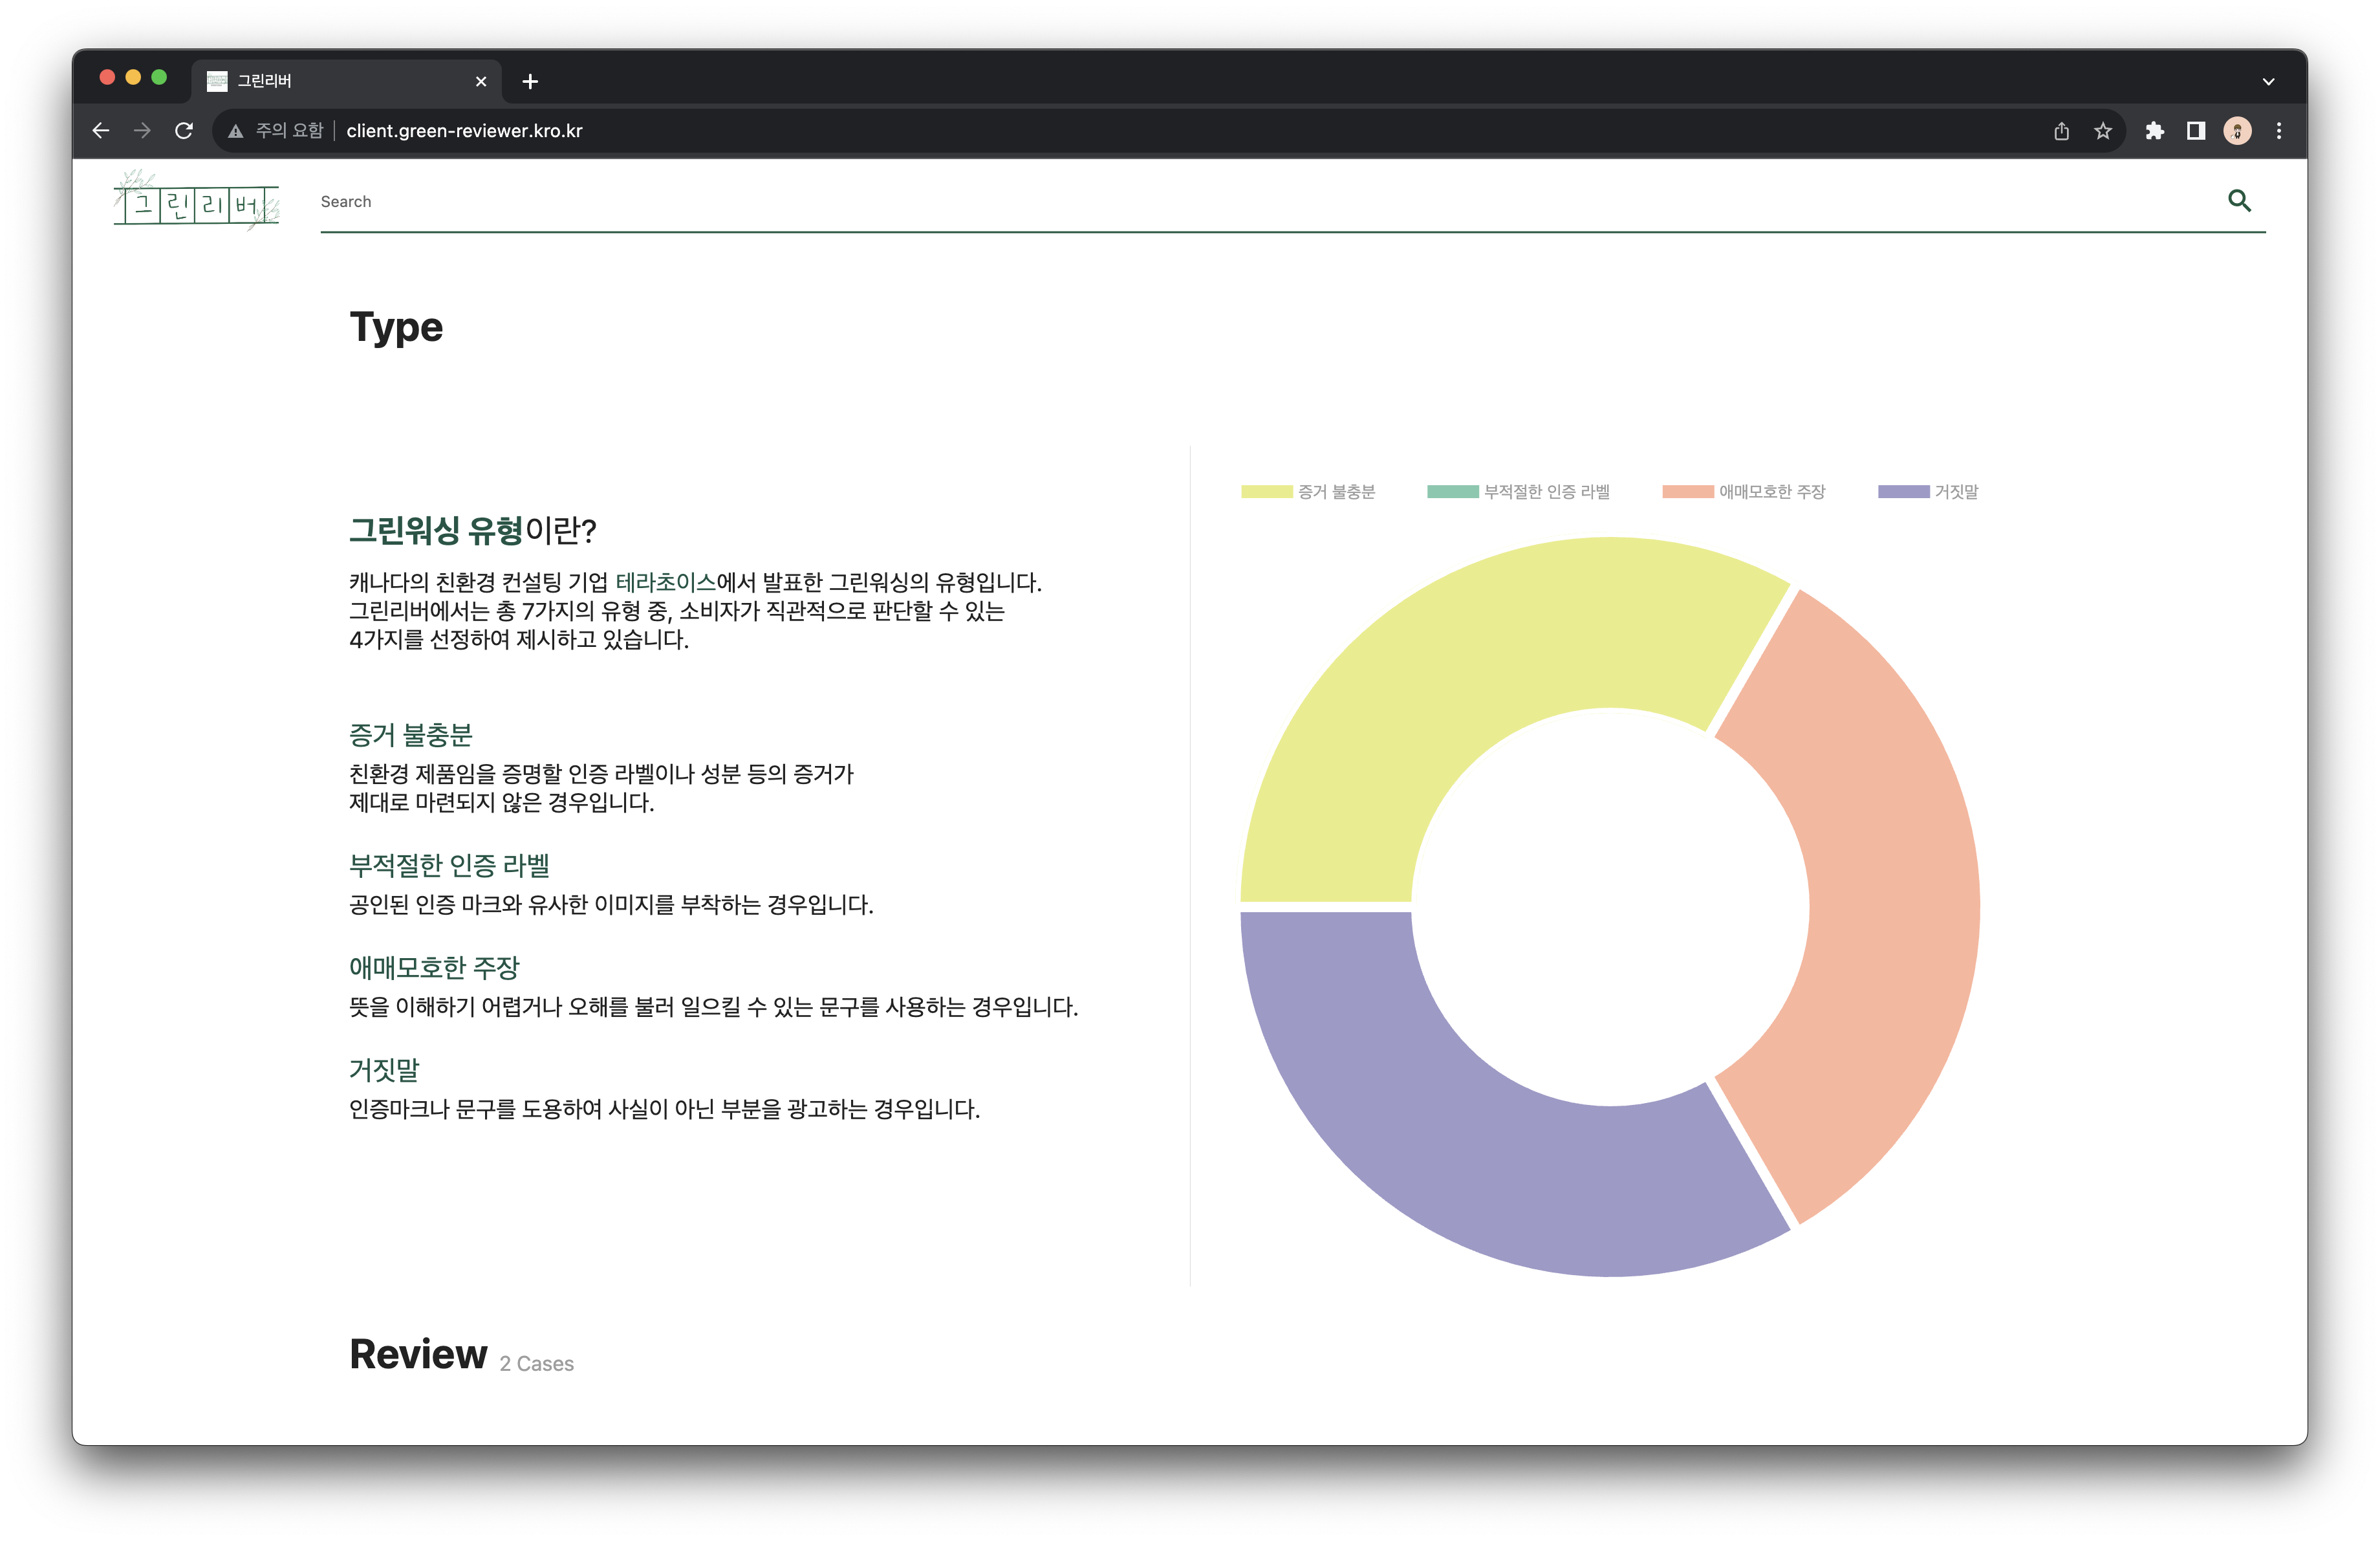 그린리버
주의 요함 client.green-reviewer.kro.kr
그린리버
Search
Type
증거 불충분 부적절한 인증 라벨 애매모호한 주장 거짓말
그린워싱 유형이란?
캐나다의 친환경 컨설팅 기업 테라초이스에서 발표한 그린워싱의 유형입니다.
그린리버에서는 총 7가지의 유형 중, 소비자가 직관적으로 판단할 수 있는
4가지를 선정하여 제시하고 있습니다.
증거 불충분
친환경 제품임을 증명할 인증 라벨이나 성분 등의 증거가
제대로 마련되지 않은 경우입니다.
부적절한 인증 라벨
공인된 인증 마크와 유사한 이미지를 부착하는 경우입니다.
애매모호한 주장
뜻을 이해하기 어렵거나 오해를 불러 일으킬 수 있는 문구를 사용하는 경우입니다.
거짓말
인증마크나 문구를 도용하여 사실이 아닌 부분을 광고하는 경우입니다.
Review 2 Cases